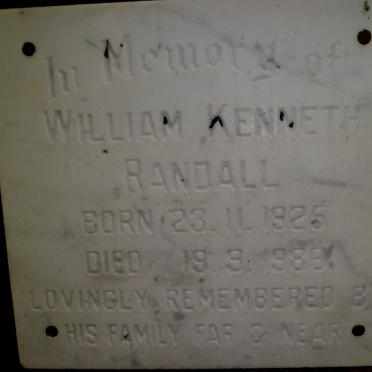 In Memory of
WILLIAM KENNETH
RANDALL
BORN 23.11.1925
DIED 19.9.1989
LOVINGLY REMEMBERED B
HIS FAMILY FAR & NEAR